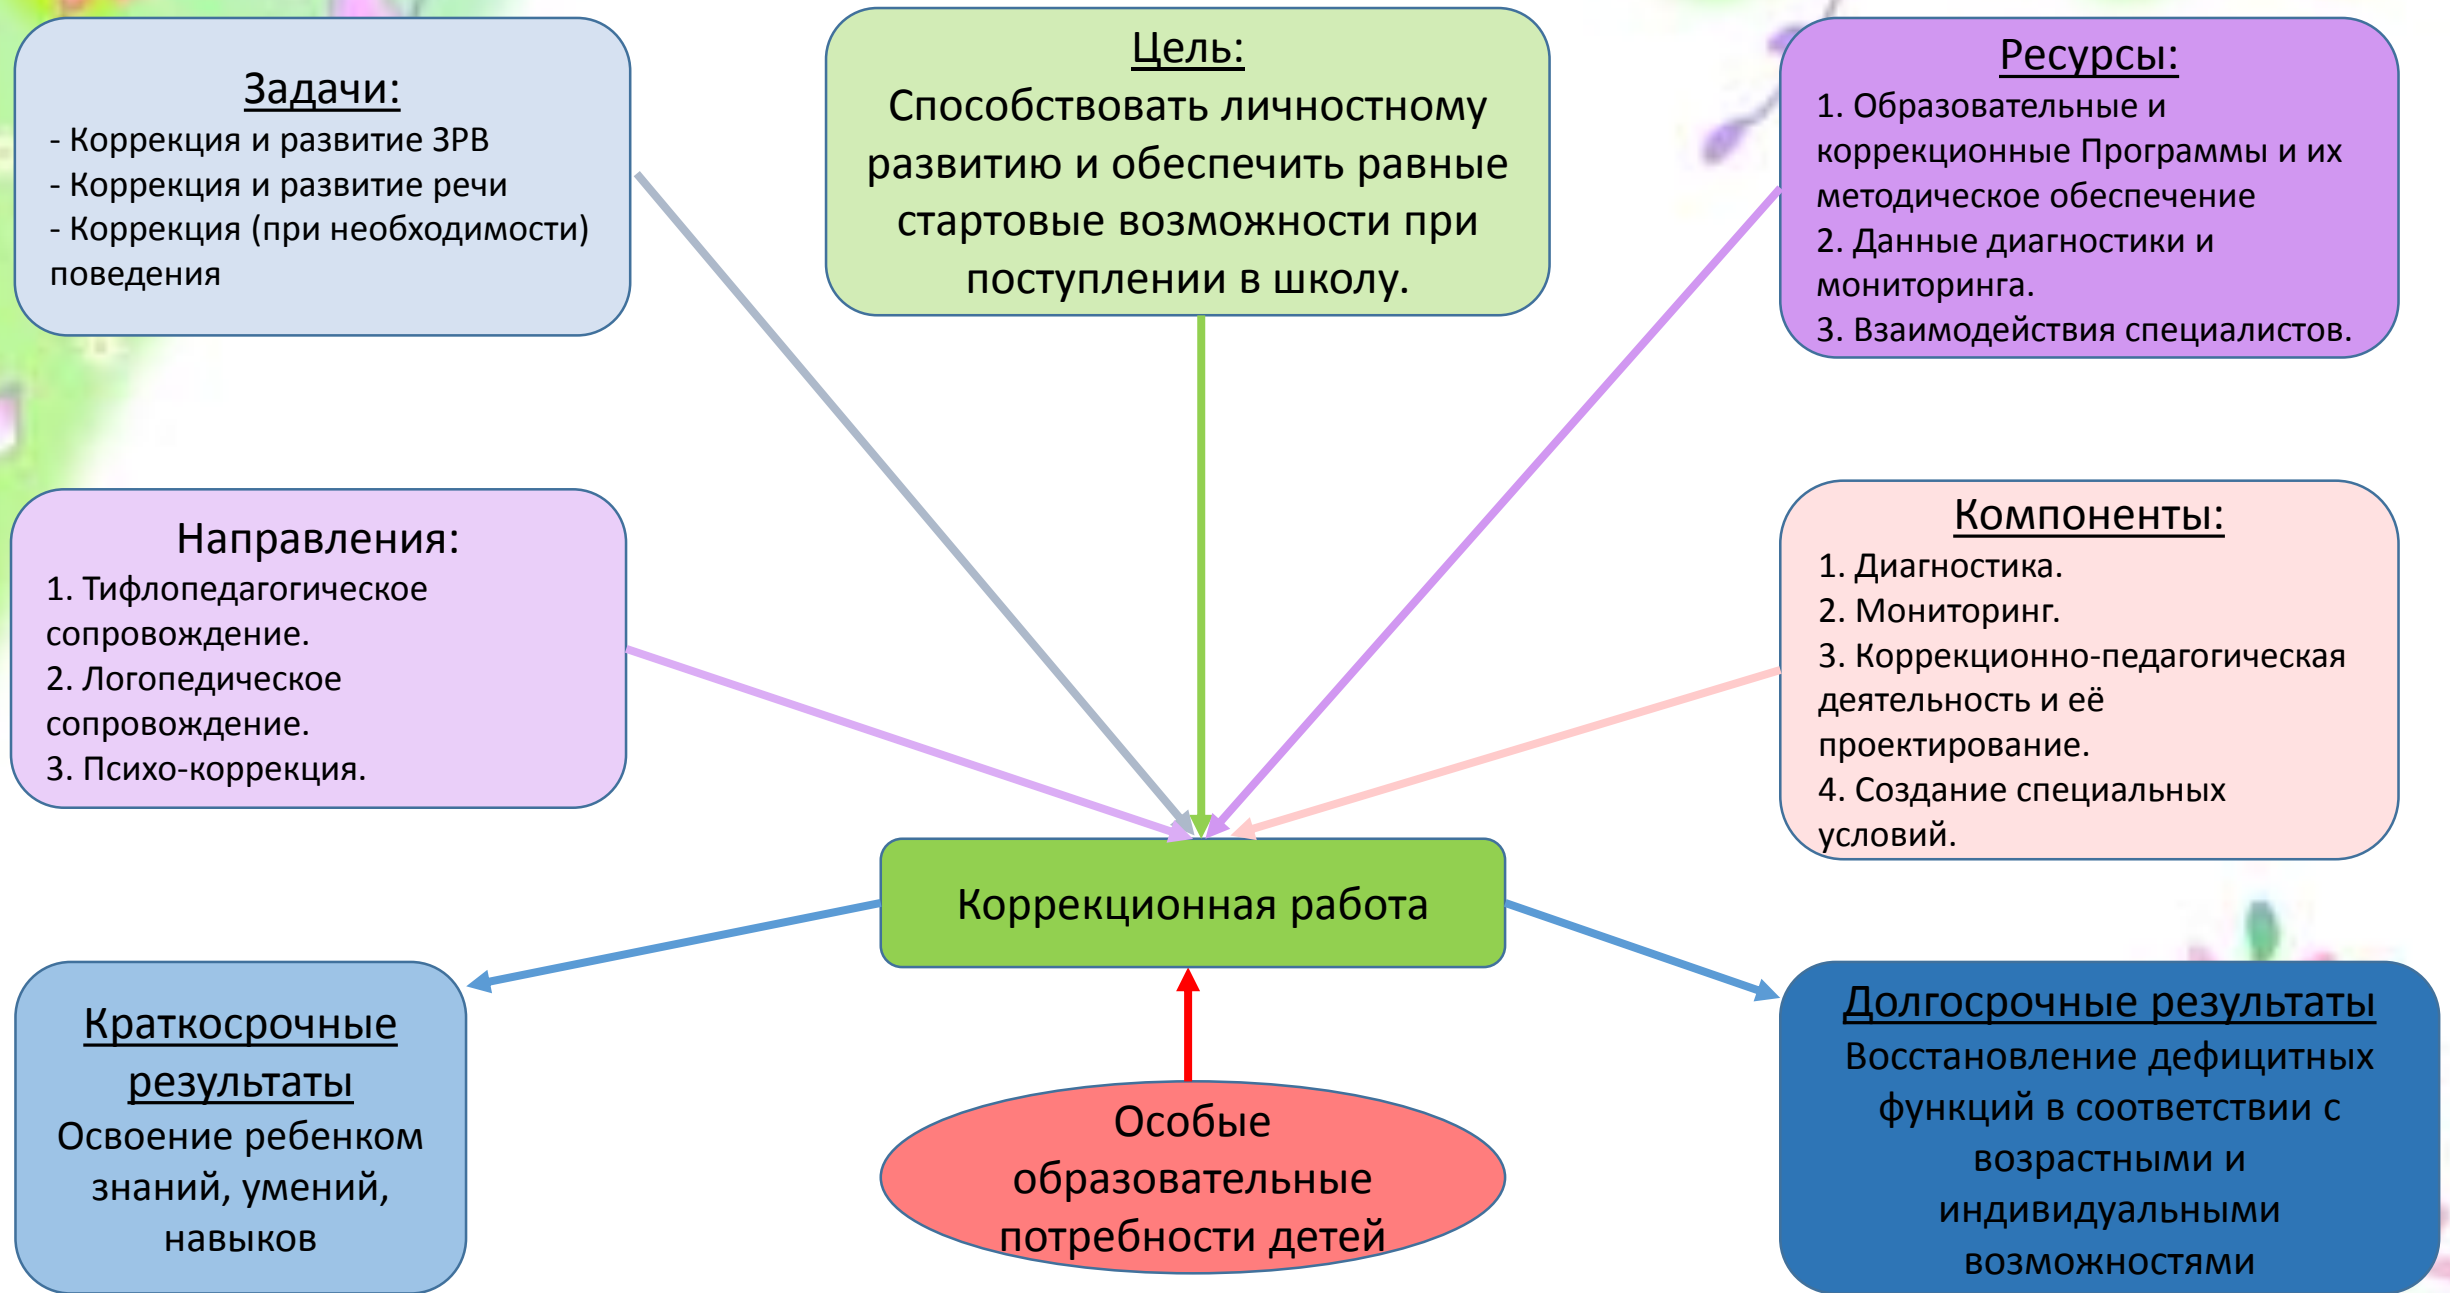 Задачи:
- Коррекция и развитие ЗРВ
- Коррекция и развитие речи
- Коррекция (при необходимости)
поведения
Цель:
Способствовать личностному
развитию и обеспечить равные
стартовые возможности при
поступлении в школу.
Ресурсы:
1. Образовательные и
коррекционные Программы и их
методическое обеспечение
2. Данные диагностики и
мониторинга.
3. Взаимодействия специалистов.
Направления:
1. Тифлопедагогическое
сопровождение.
2. Логопедическое
сопровождение.
3. Психо-коррекция.
Компоненты:
1. Диагностика.
2. Мониторинг.
3. Коррекционно-педагогическая
деятельность и её
проектирование.
4. Создание специальных
условий.
Коррекционная работа
Краткосрочные
результаты
Освоение ребенком
знаний, умений,
навыков
Особые
образовательные
потребности детей
Долгосрочные результаты
Восстановление дефицитных
функций в соответствии с
возрастными и
индивидуальными
возможностями